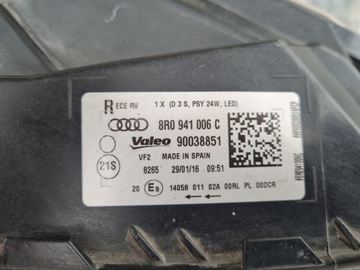 R ECE RV 1 X (D 3 S, PSY 24W, LED)
8R0 941 006 C
Valeo 90038851
VF2 MADE IN SPAIN
21S
8265 29/01/16 09:51
20 E9 14058 011 02A 00RL PL 00DCR